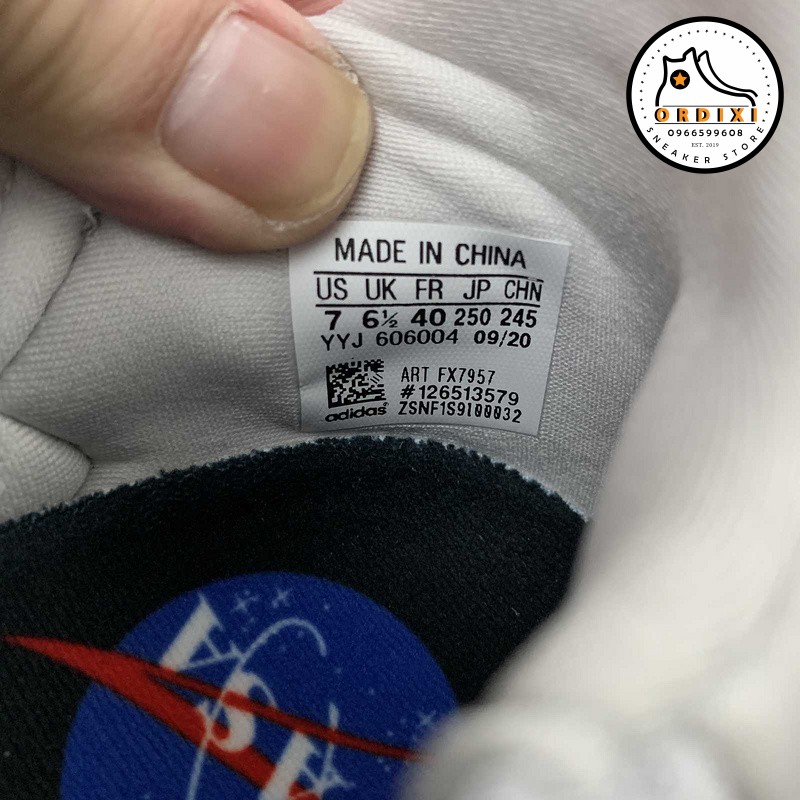 ORDIXI
0966599608
EST. 2019
SNEAKER STORE
MADE IN CHINA
US UK FR JP CHN
7 6½ 40 250 245
YYJ 606004 09/20
ART FX7957
#126513579
adidas® ZSNF1S9I00032